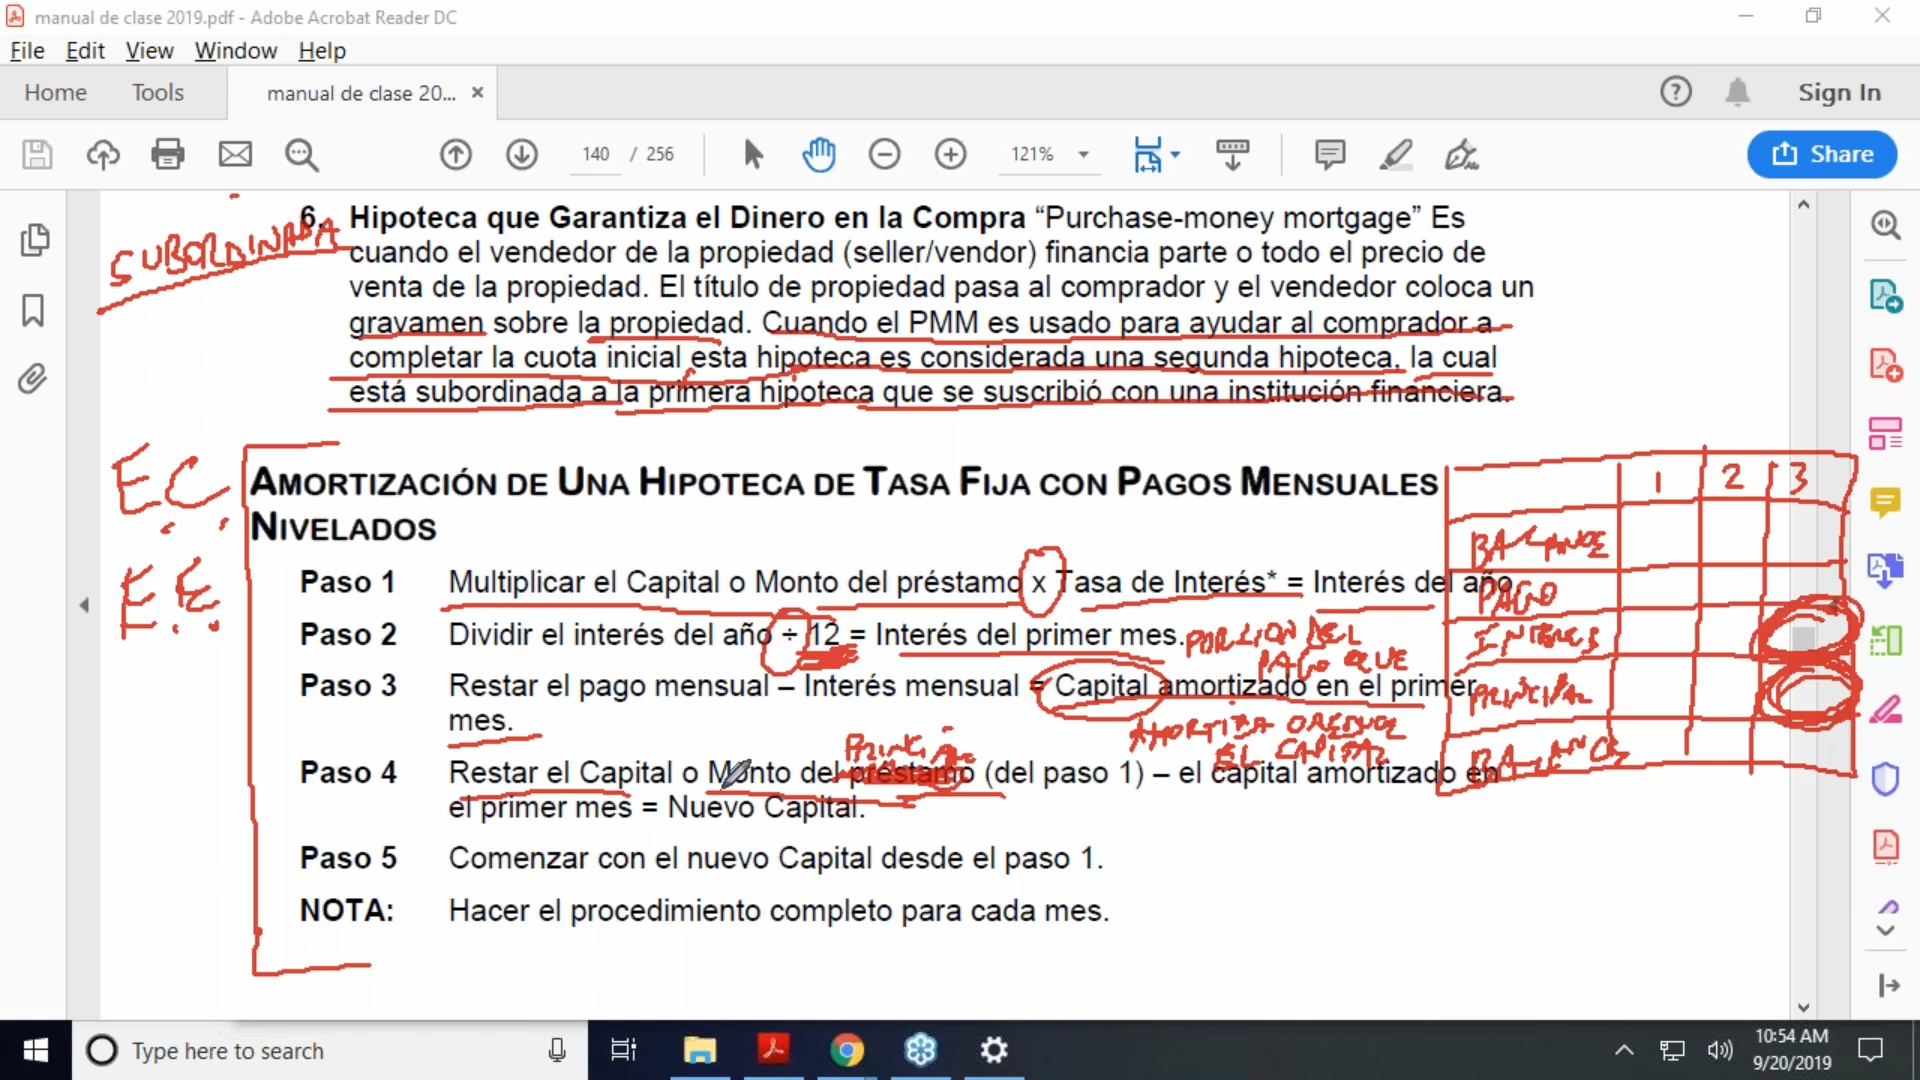 manual de clase 2019.pdf - Adobe Acrobat Reader DC
File Edit View Window Help
Home Tools manual de clase 20... × Sign In
140 / 256 121% Share
6. Hipoteca que Garantiza el Dinero en la Compra “Purchase-money mortgage” Es
SUBORDINADA
cuando el vendedor de la propiedad (seller/vendor) financia parte o todo el precio de
venta de la propiedad. El título de propiedad pasa al comprador y el vendedor coloca un
gravamen sobre la propiedad. Cuando el PMM es usado para ayudar al comprador a
completar la cuota inicial esta hipoteca es considerada una segunda hipoteca, la cual
está subordinada a la primera hipoteca que se suscribió con una institución financiera.
EC
E.E.
AMORTIZACIÓN DE UNA HIPOTECA DE TASA FIJA CON PAGOS MENSUALES
NIVELADOS
1 2 3
BALANCE
PAGO
INTERES
PRINCIPAL
BALANCE
Paso 1 Multiplicar el Capital o Monto del préstamo x Tasa de Interés* = Interés del año
Paso 2 Dividir el interés del año ÷ 12 = Interés del primer mes.
PORCION DEL
PAGO QUE
Paso 3 Restar el pago mensual – Interés mensual = Capital amortizado en el primer
mes.
AMORTIZA
EL CAPITAL
Paso 4 Restar el Capital o Monto del préstamo (del paso 1) – el capital amortizado en
el primer mes = Nuevo Capital.
Paso 5 Comenzar con el nuevo Capital desde el paso 1.
NOTA: Hacer el procedimiento completo para cada mes.
Type here to search
10:54 AM
9/20/2019